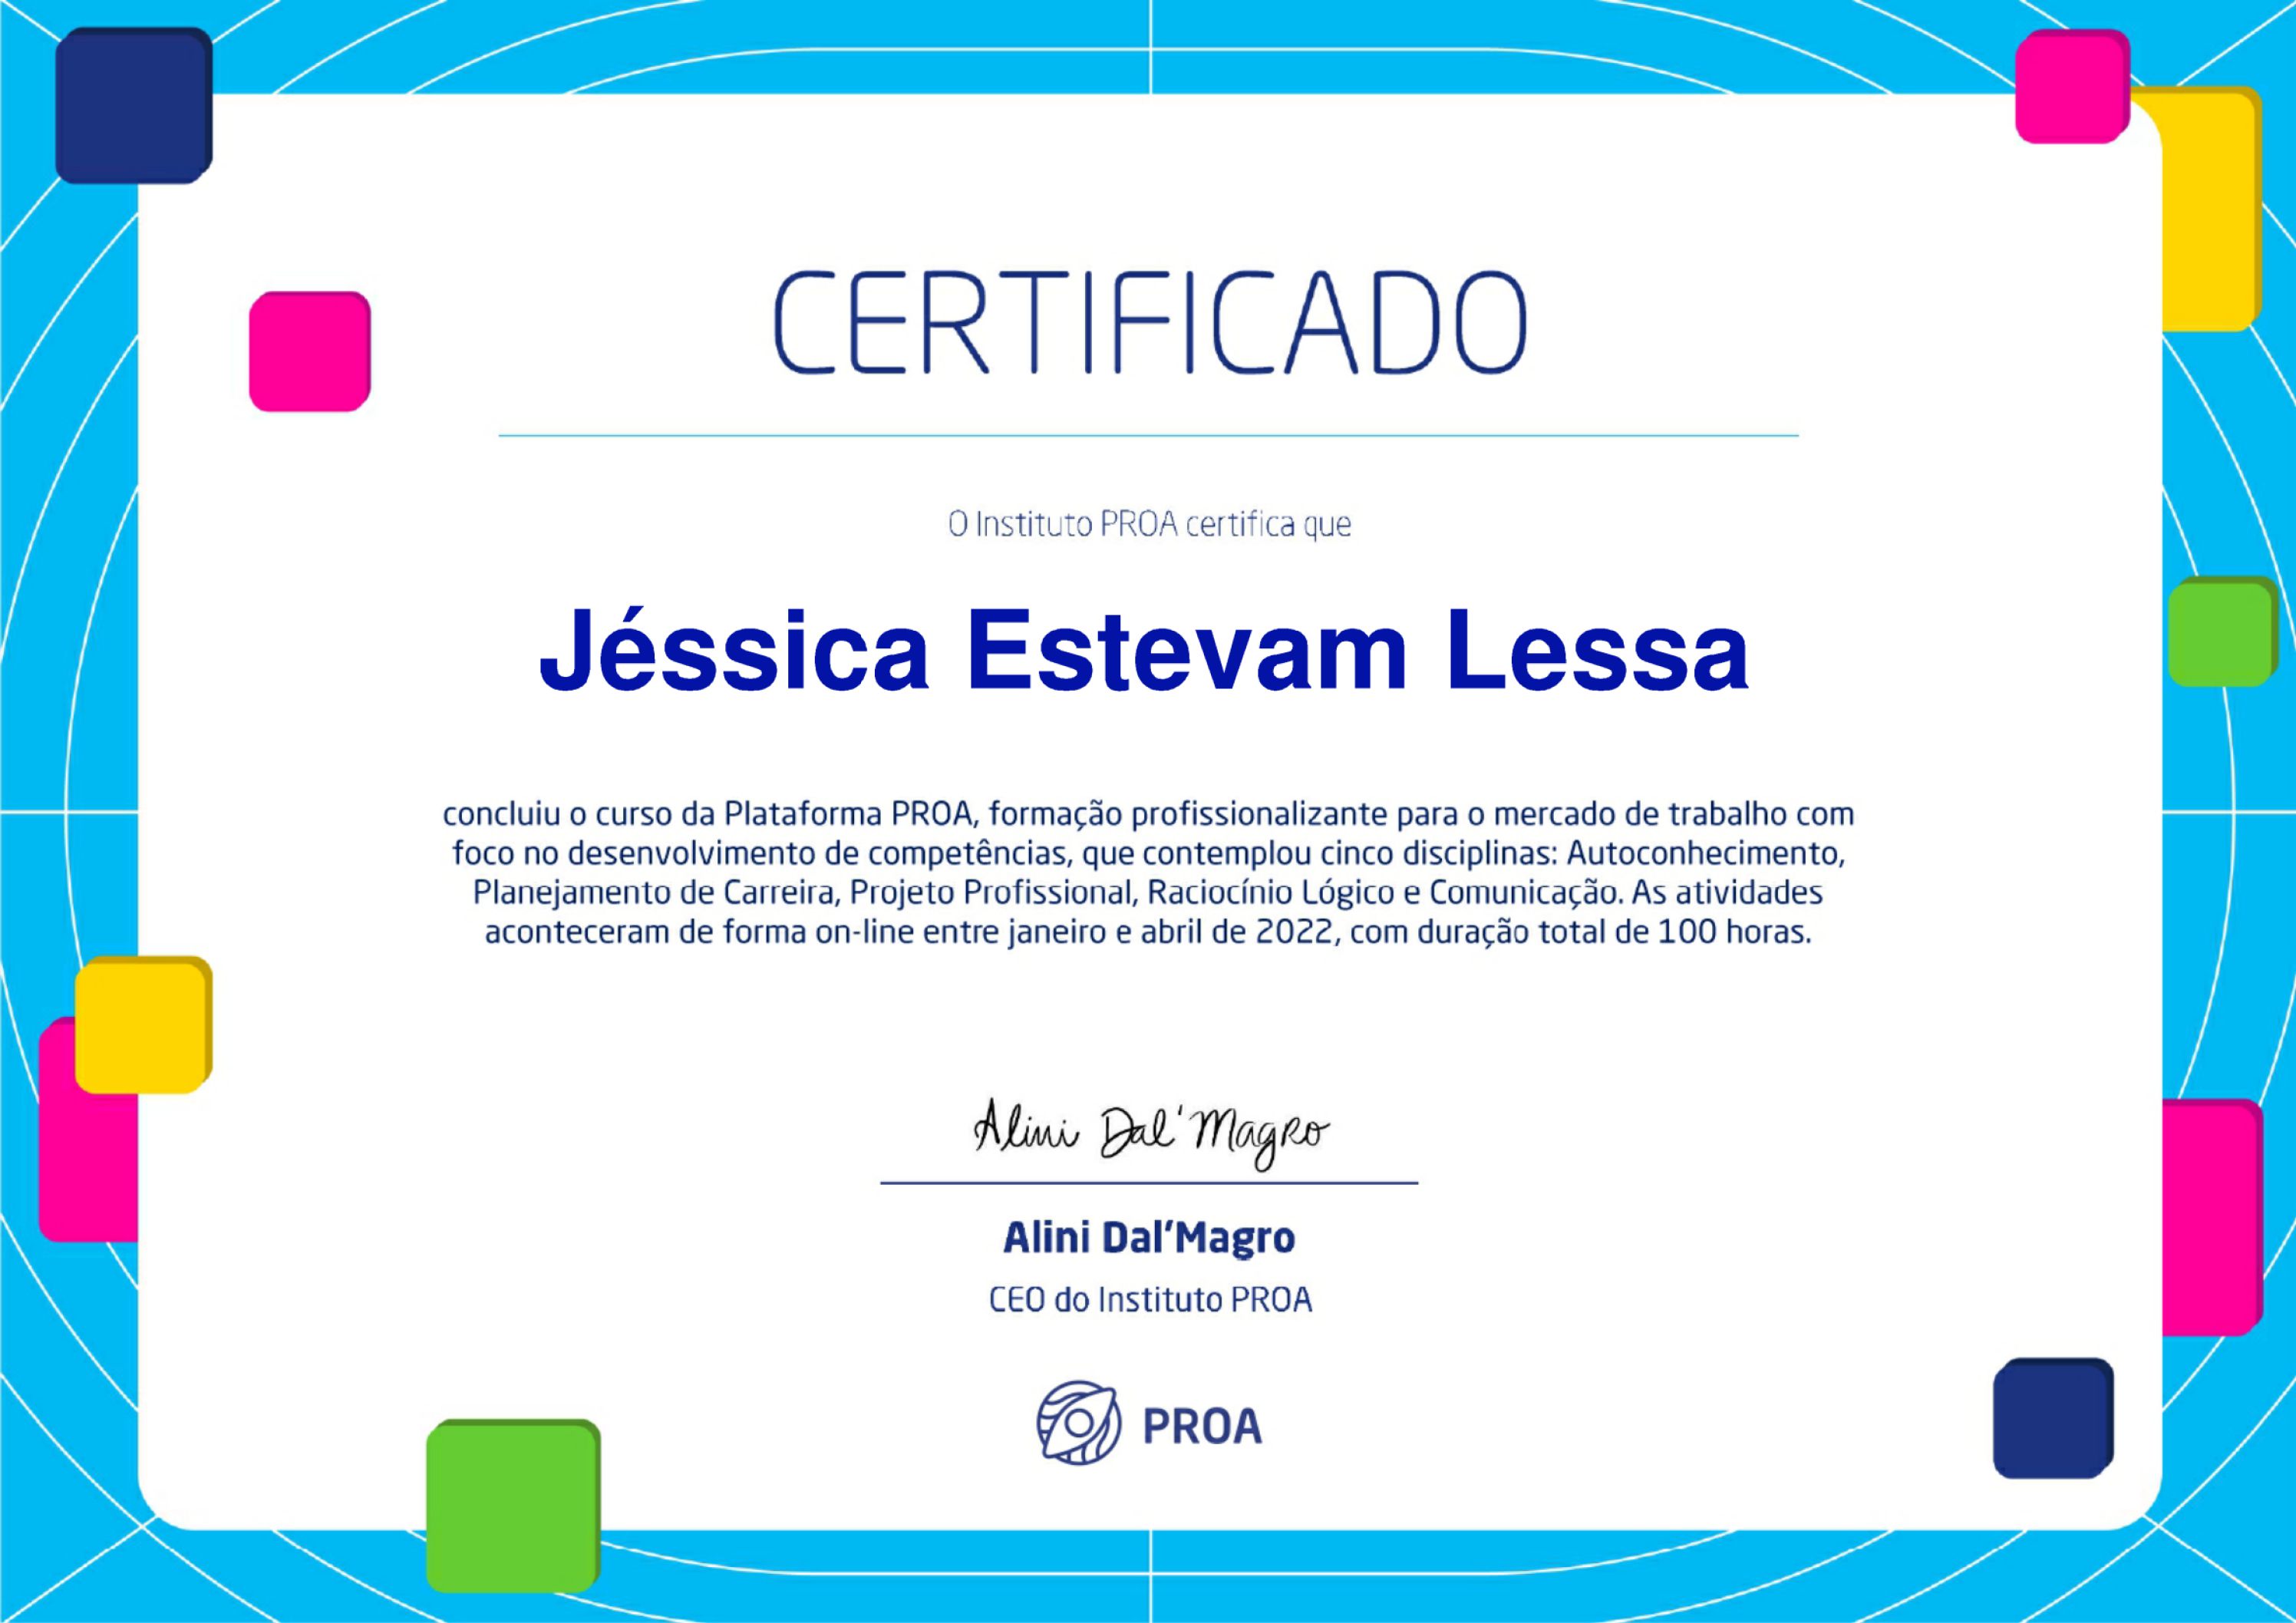 CERTIFICADO
O Instituto PROA certifica que
Jéssica Estevam Lessa
concluiu o curso da Plataforma PROA, formação profissionalizante para o mercado de trabalho com
foco no desenvolvimento de competências, que contemplou cinco disciplinas: Autoconhecimento,
Planejamento de Carreira, Projeto Profissional, Raciocínio Lógico e Comunicação. As atividades
aconteceram de forma on-line entre janeiro e abril de 2022, com duração total de 100 horas.
Alini Dal'Magro
Alini Dal'Magro
CEO do Instituto PROA
PROA